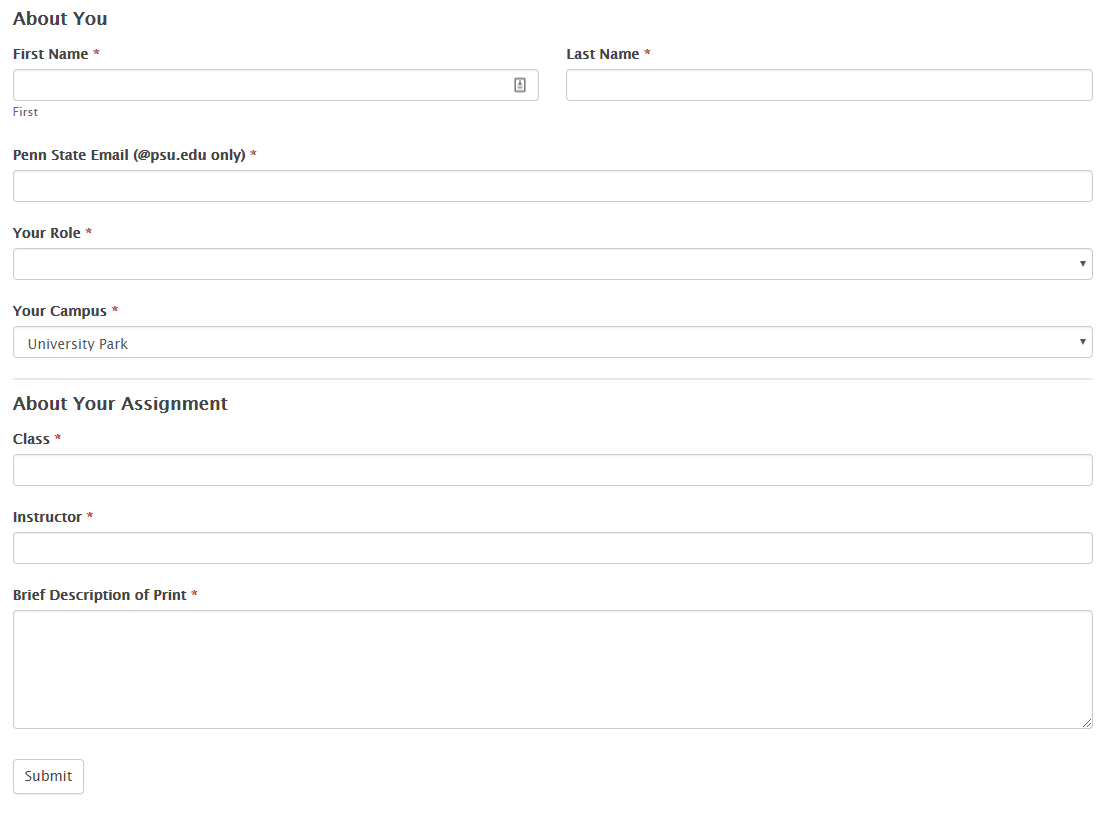 About You
First Name * Last Name *
First
Penn State Email (@psu.edu only) *
Your Role *
Your Campus *
University Park
About Your Assignment
Class *
Instructor *
Brief Description of Print *
Submit